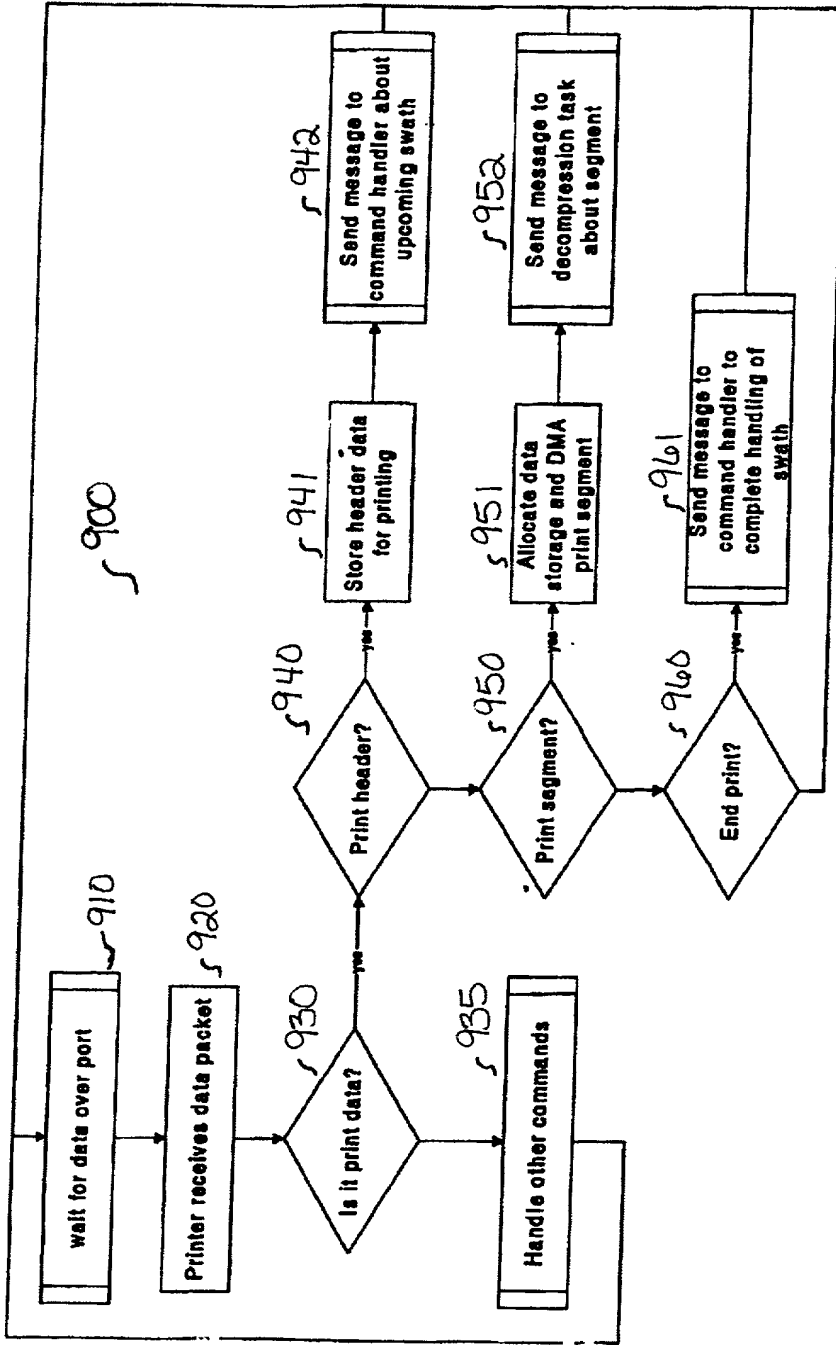 900
910
wait for data over port
920
Printer receives data packet
930
Is it print data?
yes
935
Handle other commands
940
Print header?
yes
941
Store header data
for printing
942
Send message to
command handler about
upcoming swath
950
Print segment?
yes
951
Allocate data
storage and DMA
print segment
952
Send message to
decompression task
about segment
960
End print?
yes
961
Send message to
command handler to
complete handling of
swath